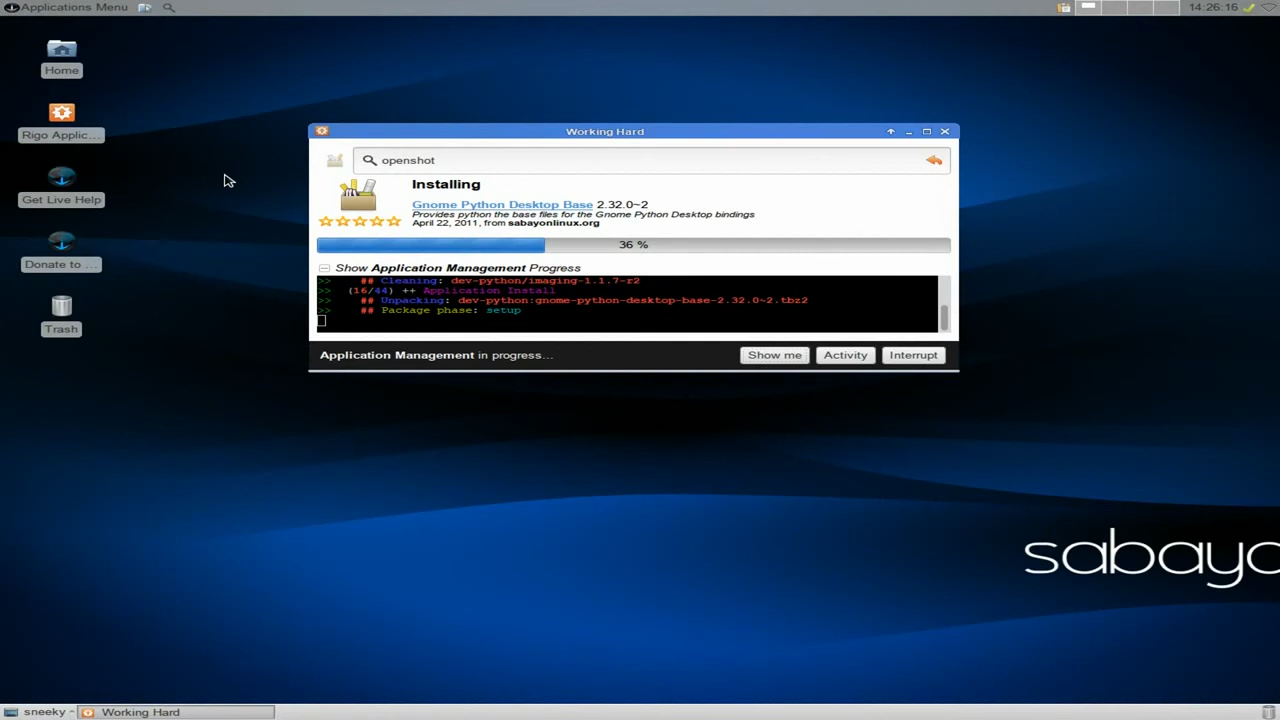 Applications Menu
14:26:16
Home
Rigo Applic...
Get Live Help
Donate to ...
Trash
Working Hard
openshot
Installing
Gnome Python Desktop Base 2.32.0~2
Provides python the base files for the Gnome Python Desktop bindings
April 22, 2011, from sabayonlinux.org
36 %
Show Application Management Progress
>> ## Cleaning: dev-python/imaging-1.1.7-r2
>> (16/44) ++ Application Install
>> ## Unpacking: dev-python:gnome-python-desktop-base-2.32.0~2.tbz2
>> ## Package phase: setup
Application Management in progress...
Show me
Activity
Interrupt
sabayo
sneeky
Working Hard